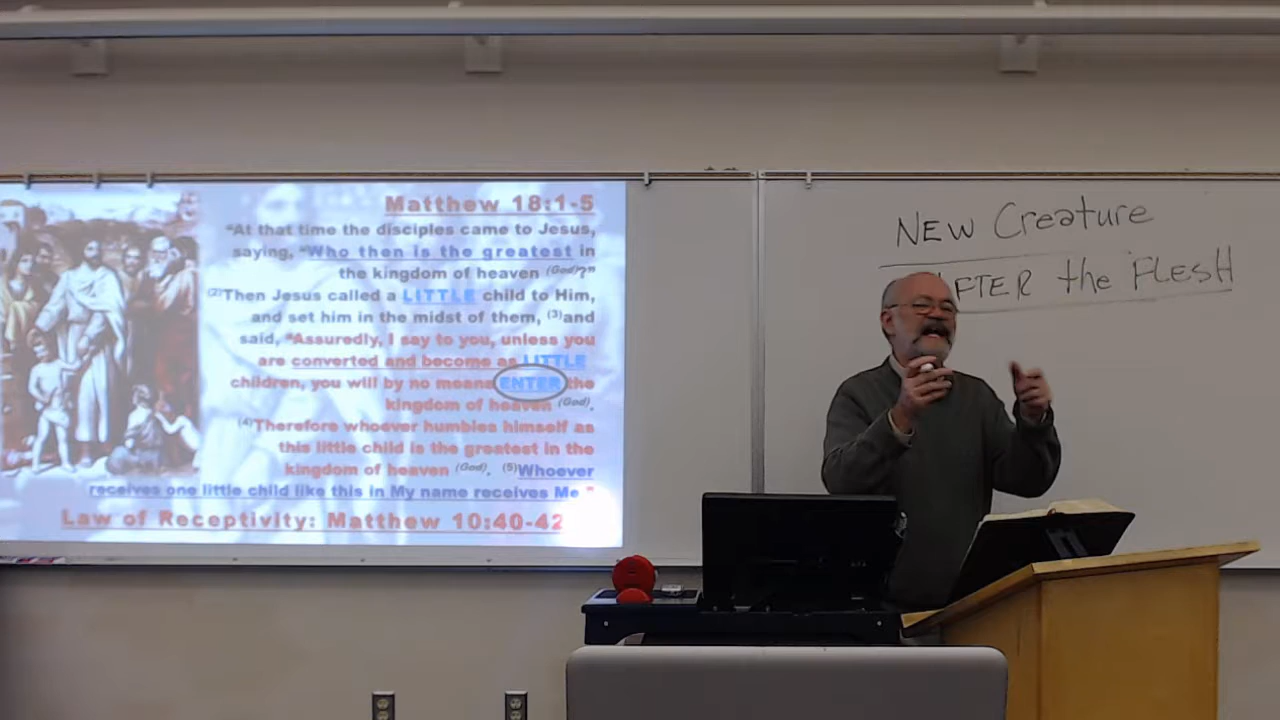 Matthew 18:1-5
“At that time the disciples came to Jesus,
saying, “Who then is the greatest in
the kingdom of heaven (God)?”
(2)Then Jesus called a LITTLE child to Him,
and set him in the midst of them, (3)and
said, “Assuredly, I say to you, unless you
are converted and become as LITTLE
children, you will by no means ENTER the
kingdom of heaven (God).
(4)Therefore whoever humbles himself as
this little child is the greatest in the
kingdom of heaven (God). (5)Whoever
receives one little child like this in My name receives Me.”
Law of Receptivity: Matthew 10:40-42
NEW Creature
FTER the FLESH